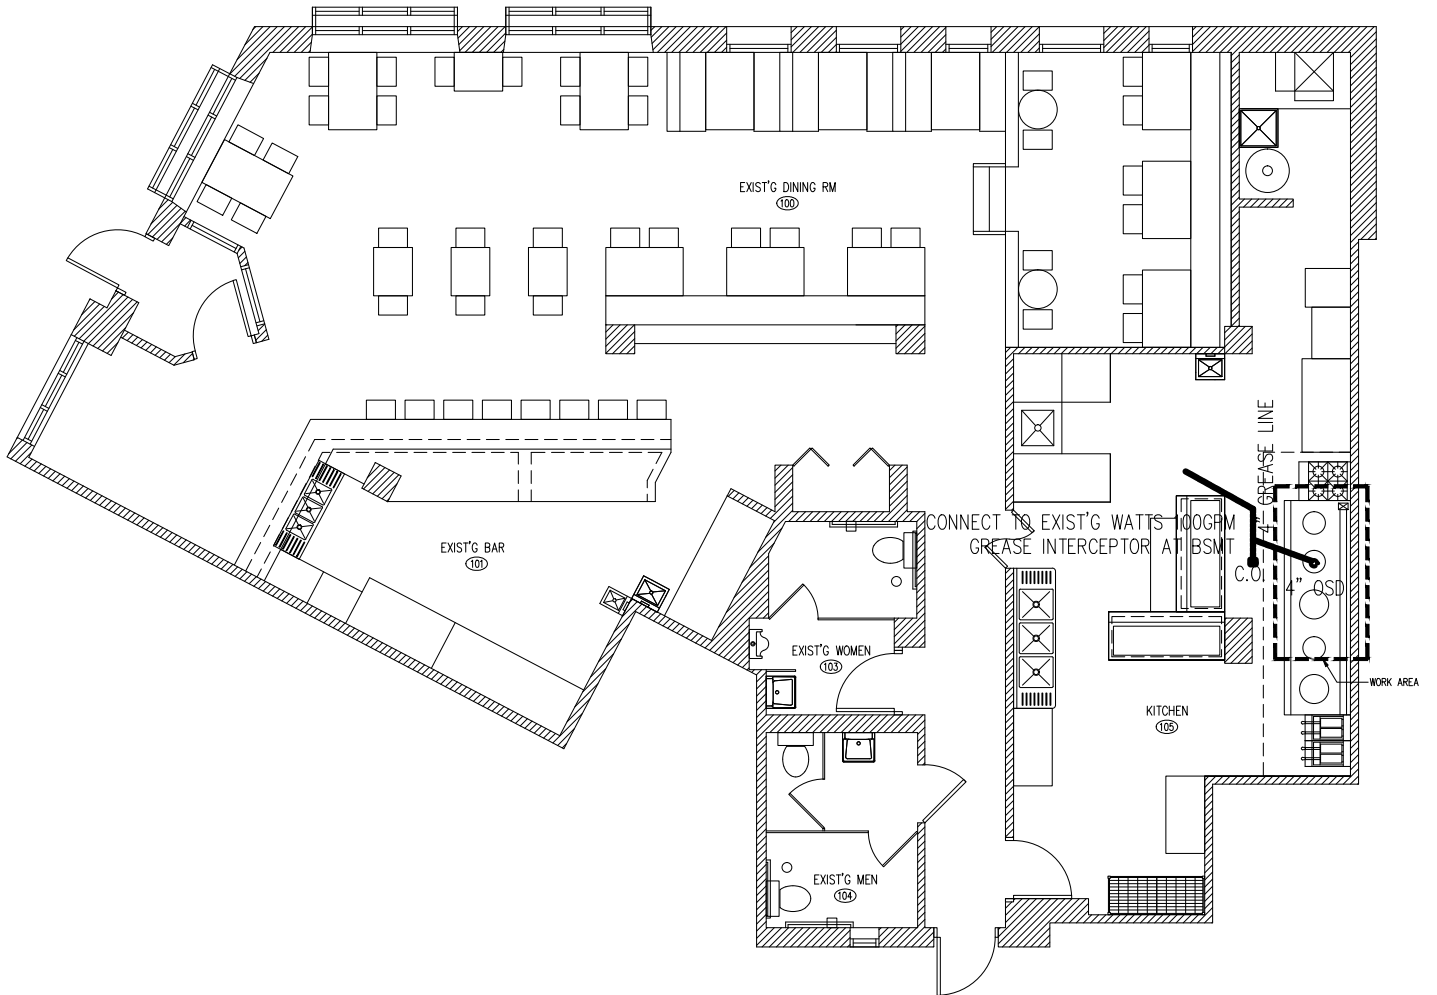 EXIST'G DINING RM
100
4" GREASE LINE
CONNECT TO EXIST'G WATTS 100GPM
GREASE INTERCEPTOR AT BSMT
EXIST'G BAR
101
C.O.
4" OSD
EXIST'G WOMEN
103
WORK AREA
KITCHEN
105
EXIST'G MEN
104